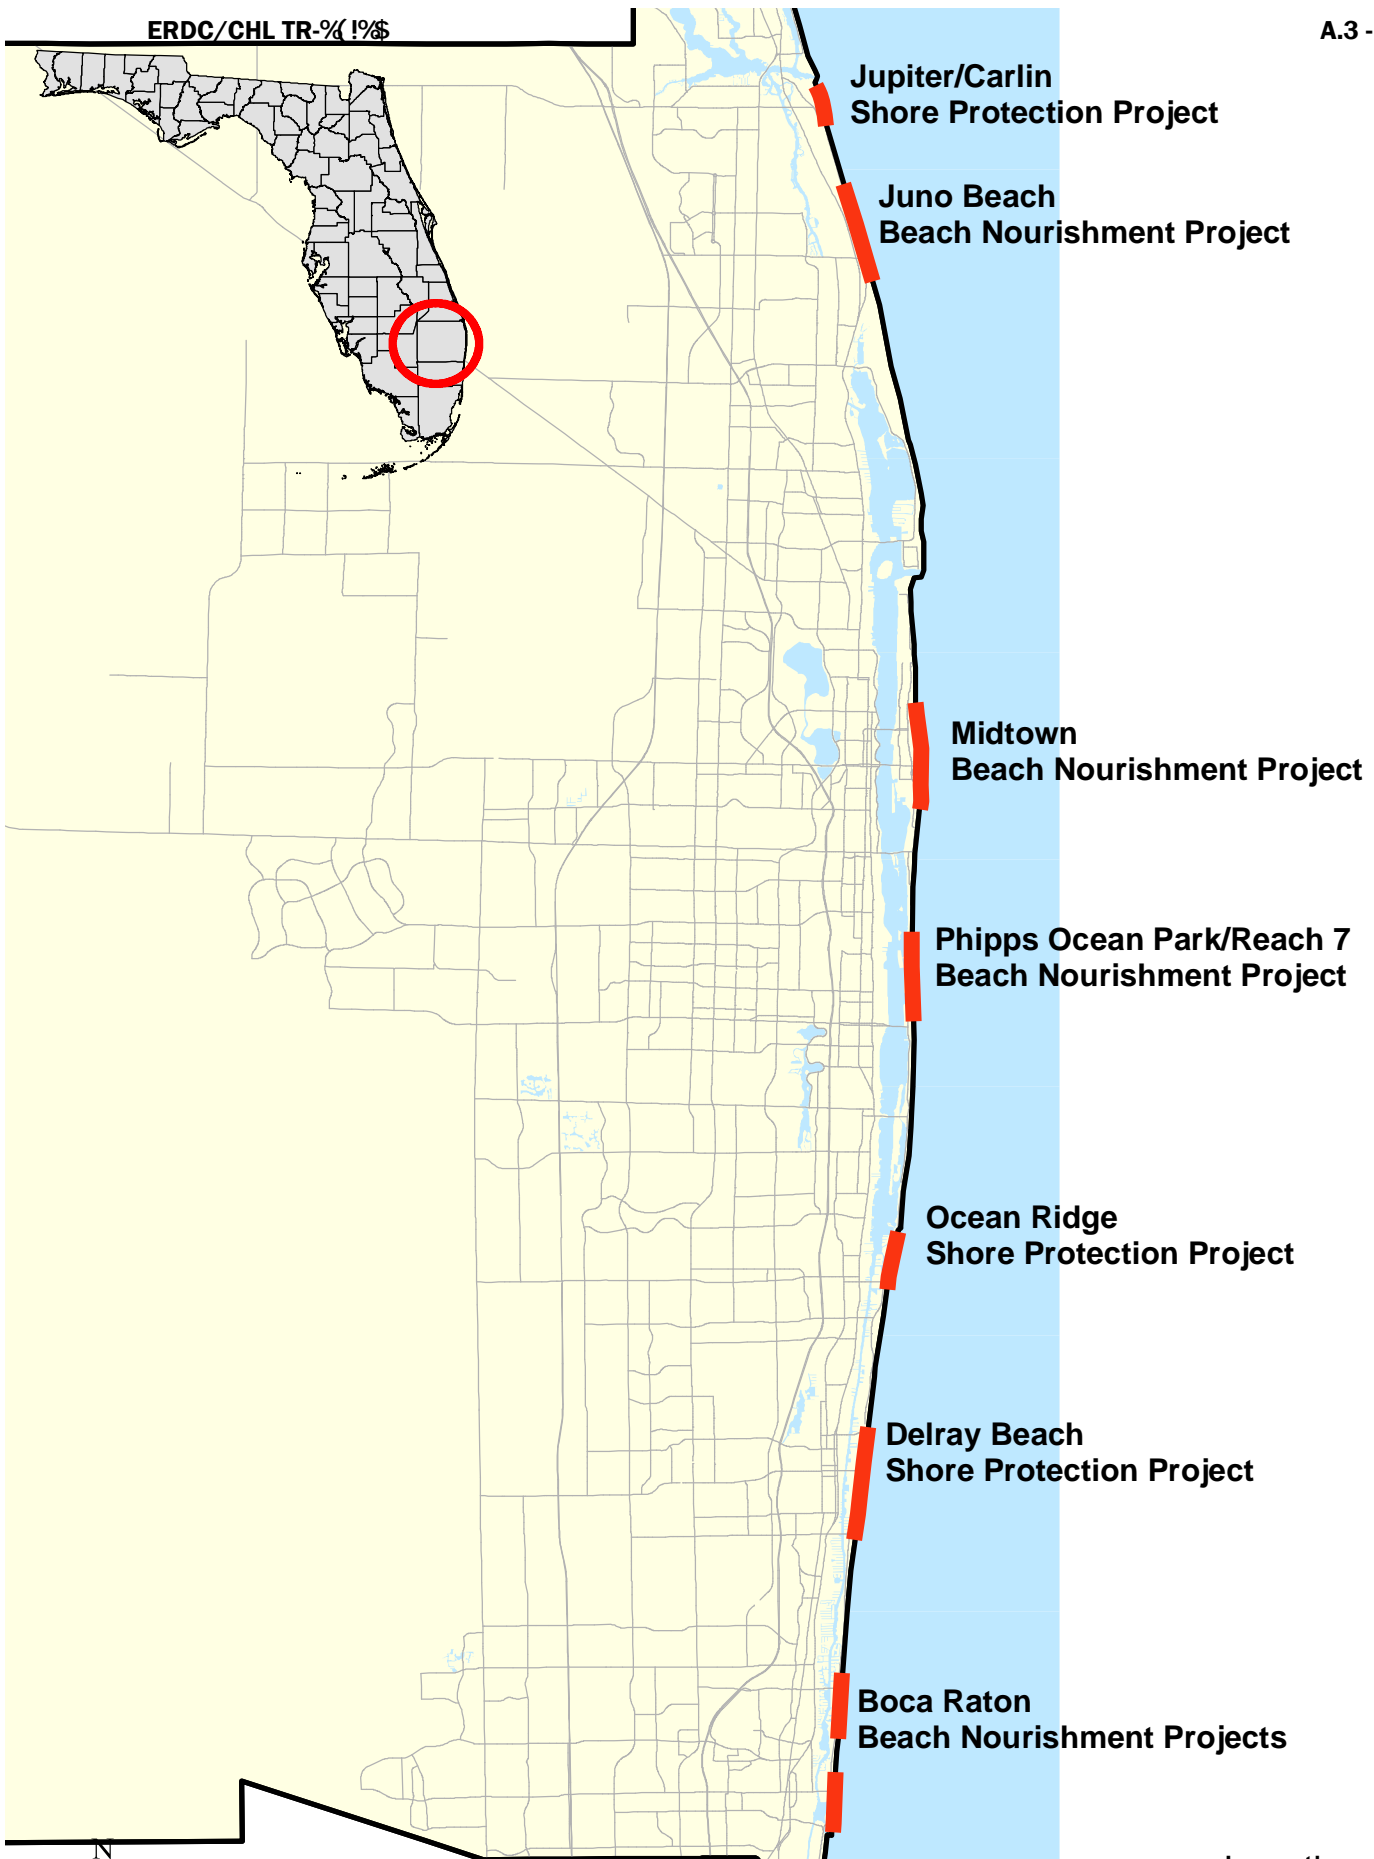 ERDC/CHL TR-%( !%$
A.3 -
Jupiter/Carlin
Shore Protection Project
Juno Beach
Beach Nourishment Project
Midtown
Beach Nourishment Project
Phipps Ocean Park/Reach 7
Beach Nourishment Project
Ocean Ridge
Shore Protection Project
Delray Beach
Shore Protection Project
Boca Raton
Beach Nourishment Projects
N